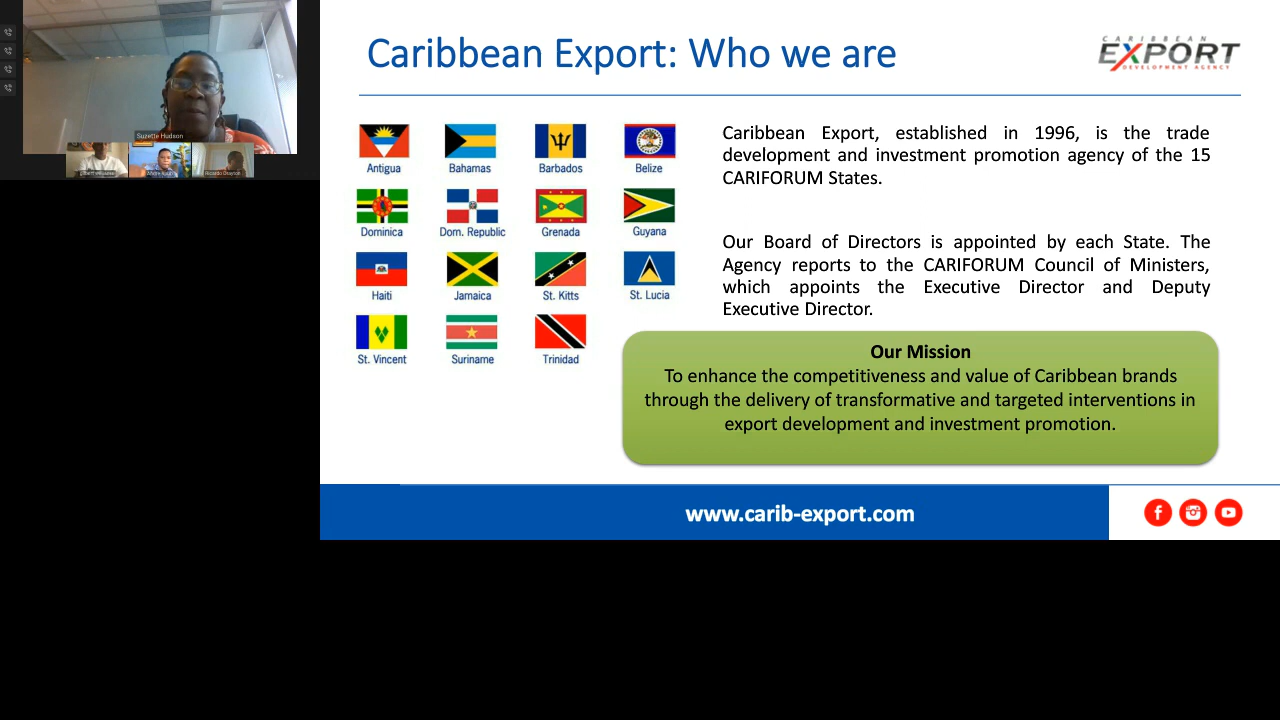 Suzette Hudson
Ricardo Grayson
Caribbean Export: Who we are
CARIBBEAN
EXPORT
DEVELOPMENT AGENCY
Antigua
Bahamas
Barbados
Belize
Dominica
Dom. Republic
Grenada
Guyana
Haiti
Jamaica
St. Kitts
St. Lucia
St. Vincent
Suriname
Trinidad
Caribbean Export, established in 1996, is the trade
development and investment promotion agency of the 15
CARIFORUM States.
Our Board of Directors is appointed by each State. The
Agency reports to the CARIFORUM Council of Ministers,
which appoints the Executive Director and Deputy
Executive Director.
Our Mission
To enhance the competitiveness and value of Caribbean brands
through the delivery of transformative and targeted interventions in
export development and investment promotion.
www.carib-export.com